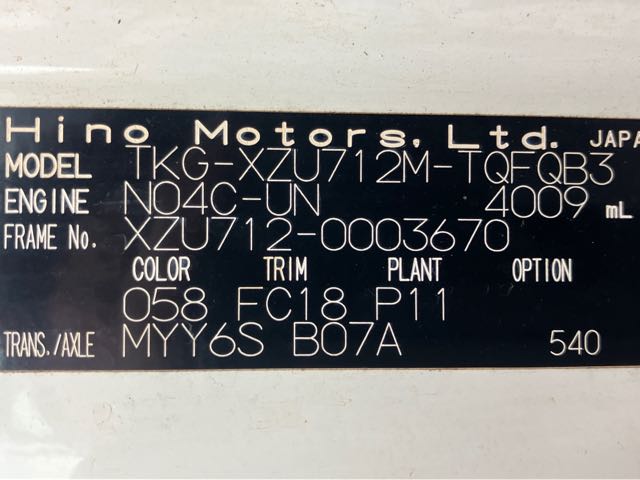 Hino Motors, Ltd. JAPA
MODEL TKG-XZU712M-TQFQB3
ENGINE N04C-UN 4009 mL
FRAME No. XZU712-0003670
COLOR TRIM PLANT OPTION
058 FC18 P11
TRANS./AXLE MYY6S B07A 540